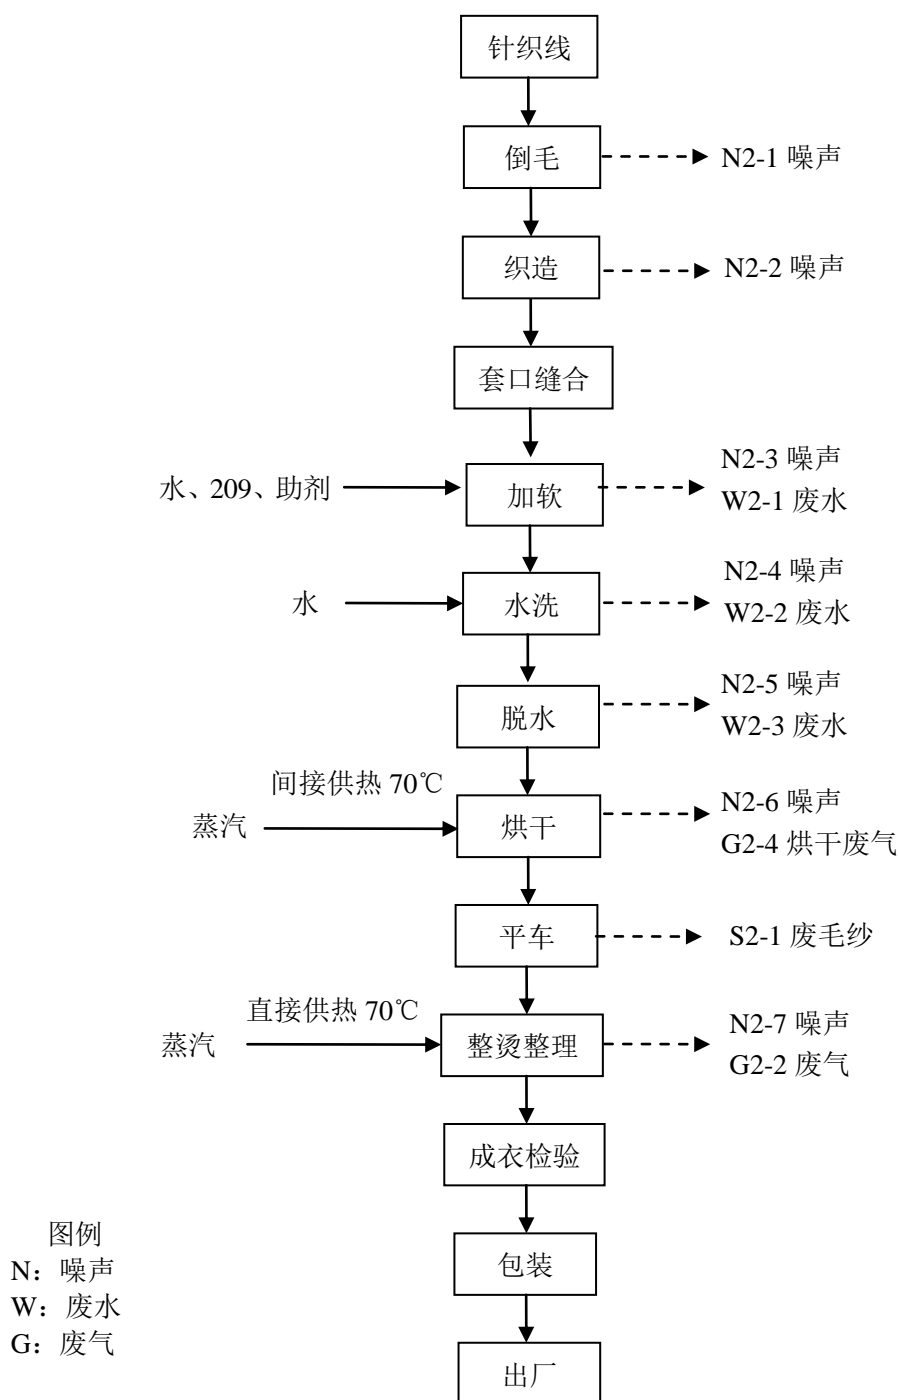 针织线
倒毛
N2-1 噪声
织造
N2-2 噪声
套口缝合
水、209、助剂
加软
N2-3 噪声
W2-1 废水
水
水洗
N2-4 噪声
W2-2 废水
脱水
N2-5 噪声
W2-3 废水
间接供热 70℃
蒸汽
烘干
N2-6 噪声
G2-4 烘干废气
平车
S2-1 废毛纱
直接供热 70℃
蒸汽
整烫整理
N2-7 噪声
G2-2 废气
成衣检验
包装
出厂
图例
N：噪声
W：废水
G：废气